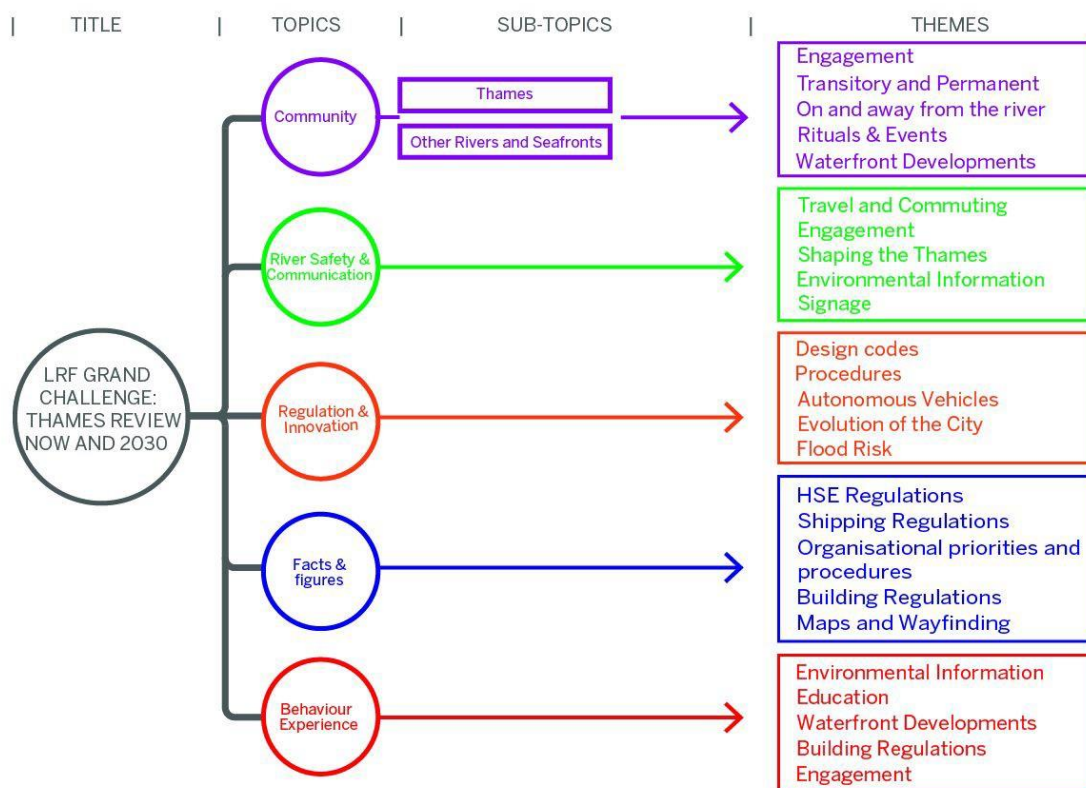 TITLE
TOPICS
SUB-TOPICS
THEMES
LRF GRAND
CHALLENGE:
THAMES REVIEW
NOW AND 2030
Community
Thames
Other Rivers and Seafronts
Engagement
Transitory and Permanent
On and away from the river
Rituals & Events
Waterfront Developments
River Safety &
Communication
Travel and Commuting
Engagement
Shaping the Thames
Environmental Information
Signage
Regulation &
Innovation
Design codes
Procedures
Autonomous Vehicles
Evolution of the City
Flood Risk
Facts &
figures
HSE Regulations
Shipping Regulations
Organisational priorities and
procedures
Building Regulations
Maps and Wayfinding
Behaviour
Experience
Environmental Information
Education
Waterfront Developments
Building Regulations
Engagement